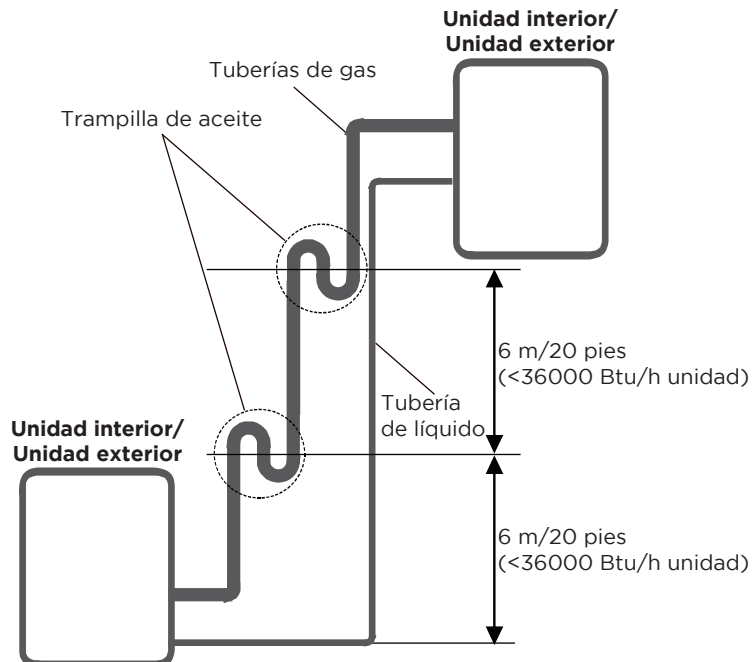 Unidad interior/
Unidad exterior
Tuberías de gas
Trampilla de aceite
6 m/20 pies
(<36000 Btu/h unidad)
Tubería
de líquido
Unidad interior/
Unidad exterior
6 m/20 pies
(<36000 Btu/h unidad)